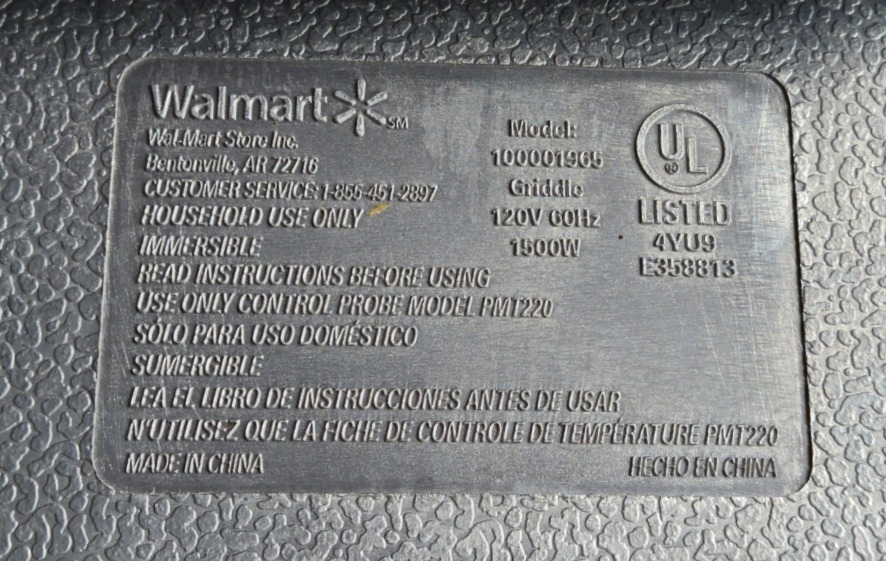 Walmart SM
Wal-Mart Store Inc.
Bentonville, AR 72716
CUSTOMER SERVICE: 1-855-451-2897
HOUSEHOLD USE ONLY
IMMERSIBLE
READ INSTRUCTIONS BEFORE USING
USE ONLY CONTROL PROBE MODEL PMT220
SÓLO PARA USO DOMÉSTICO
SUMERGIBLE
LEA EL LIBRO DE INSTRUCCIONES ANTES DE USAR
N'UTILISEZ QUE LA FICHE DE CONTROLE DE TEMPÉRATURE PMT220
MADE IN CHINA
HECHO EN CHINA
Model:
100001965
Griddle
120V 60Hz
1500W
UL
LISTED
4YU9
E358813